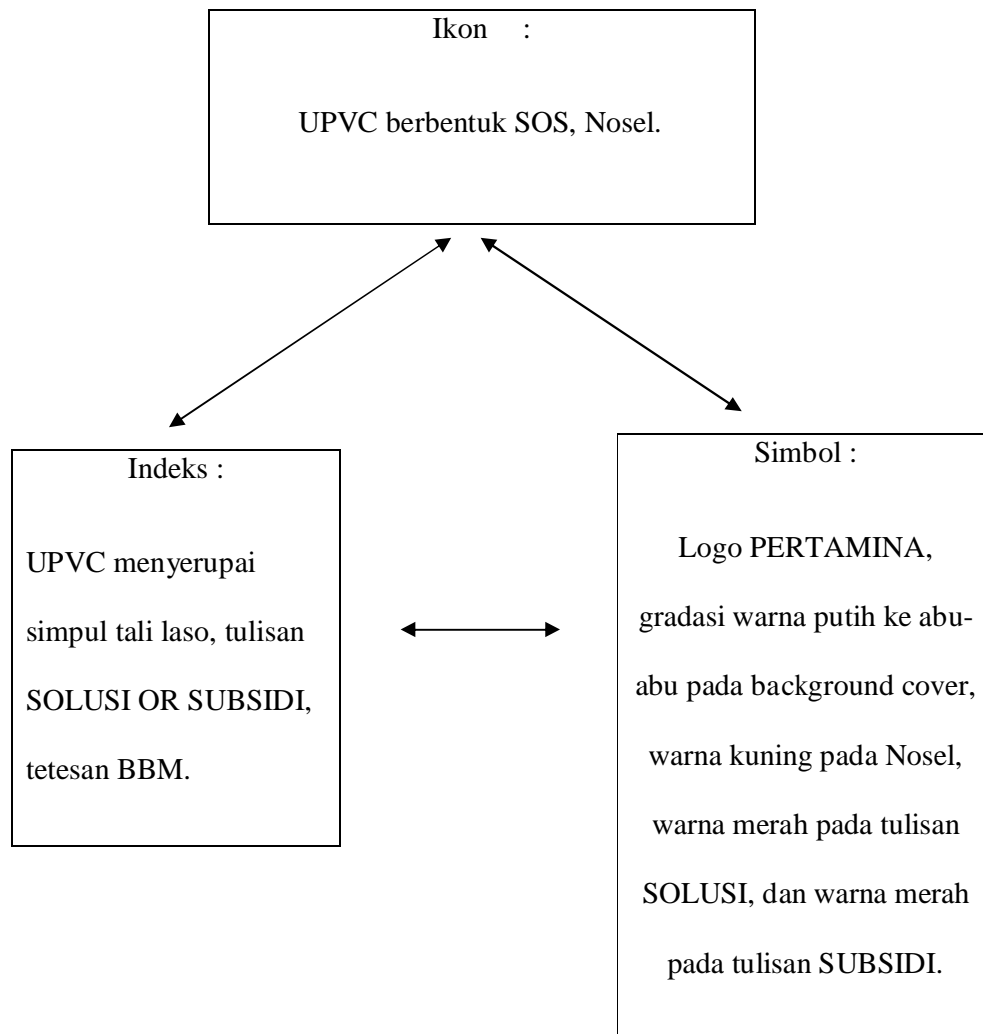 Ikon :
UPVC berbentuk SOS, Nosel.
Indeks :
UPVC menyerupai
simpul tali laso, tulisan
SOLUSI OR SUBSIDI,
tetesan BBM.
Simbol :
Logo PERTAMINA,
gradasi warna putih ke abu-
abu pada background cover,
warna kuning pada Nosel,
warna merah pada tulisan
SOLUSI, dan warna merah
pada tulisan SUBSIDI.